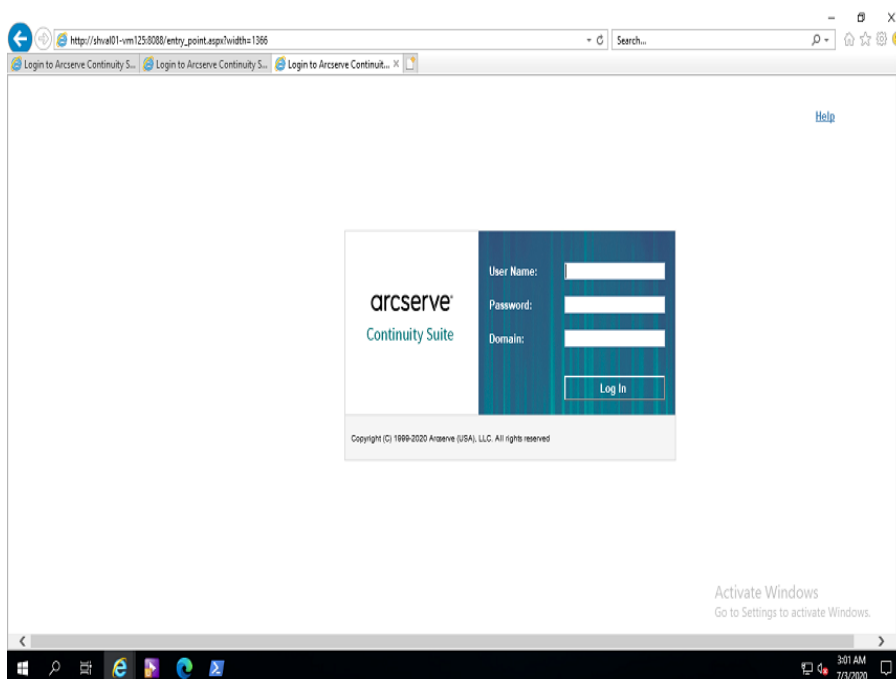 http://shval01-vm125:8088/entry_point.aspx?width=1366
Search...
Login to Arcserve Continuity S...
Login to Arcserve Continuity S...
Login to Arcserve Continuit...
Help
arcserve
Continuity Suite
User Name:
Password:
Domain:
Log In
Copyright (C) 1999-2020 Arcserve (USA), LLC. All rights reserved
Activate Windows
Go to Settings to activate Windows.
3:01 AM
7/3/2020